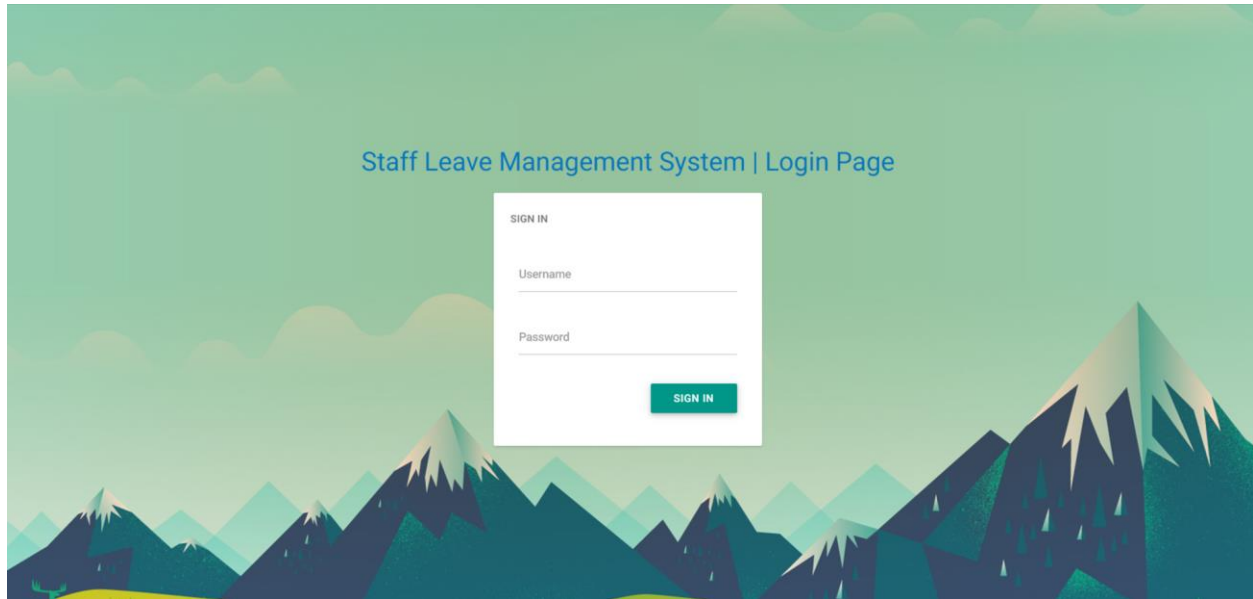 Staff Leave Management System | Login Page
SIGN IN
Username
Password
SIGN IN